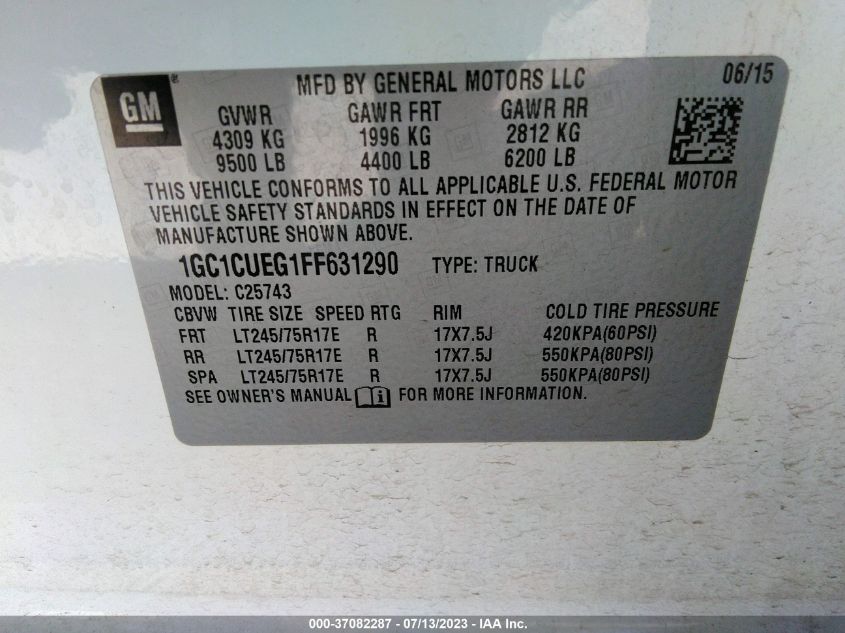 GM
®
MFD BY GENERAL MOTORS LLC 06/15
GVWR GAWR FRT GAWR RR
4309 KG 1996 KG 2812 KG
9500 LB 4400 LB 6200 LB
THIS VEHICLE CONFORMS TO ALL APPLICABLE U.S. FEDERAL MOTOR
VEHICLE SAFETY STANDARDS IN EFFECT ON THE DATE OF
MANUFACTURE SHOWN ABOVE.
1GC1CUEG1FF631290 TYPE: TRUCK
MODEL: C25743
CBVW TIRE SIZE SPEED RTG RIM COLD TIRE PRESSURE
FRT LT245/75R17E R 17X7.5J 420KPA(60PSI)
RR LT245/75R17E R 17X7.5J 550KPA(80PSI)
SPA LT245/75R17E R 17X7.5J 550KPA(80PSI)
SEE OWNER'S MANUAL i FOR MORE INFORMATION.
000-37082287 - 07/13/2023 - IAA Inc.